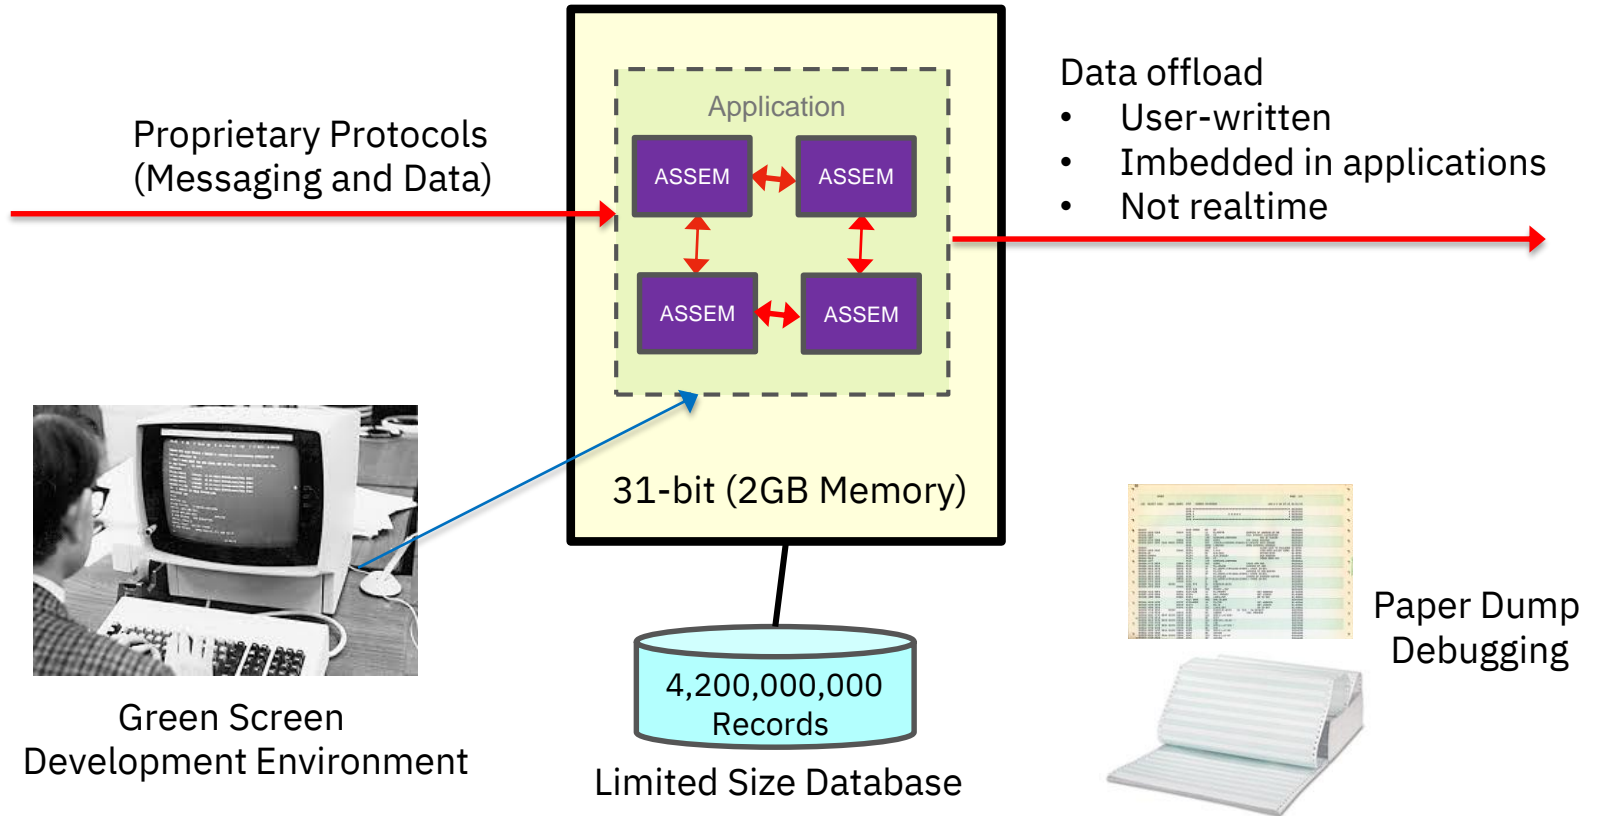 Proprietary Protocols
(Messaging and Data)
Application
ASSEM
ASSEM
ASSEM
ASSEM
31-bit (2GB Memory)
Data offload
• User-written
• Imbedded in applications
• Not realtime
Green Screen
Development Environment
4,200,000,000
Records
Limited Size Database
Paper Dump
Debugging